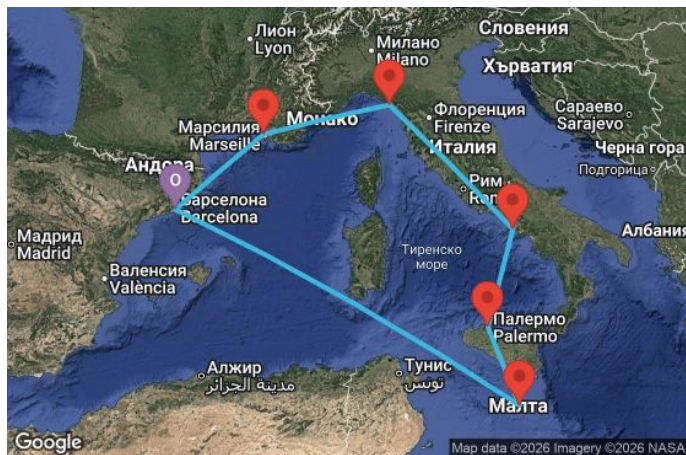 Лион
Lyon
Милано
Milano
Словения
Хърватия
Монако
Марсилия
Marseille
Флоренция
Firenze
Италия
Сараево
Sarajevo
Черна гора
Подгорица
Андора
O
Барселона
Barcelona
Рим
Албания
Мадрид
Madrid
Валенсия
València
Тиренско
море
Палермо
Palermo
Алжир
مدينة الجزائر
Тунис
تونس
Малта
Google
Map data ©2026 Imagery ©2026 NASA